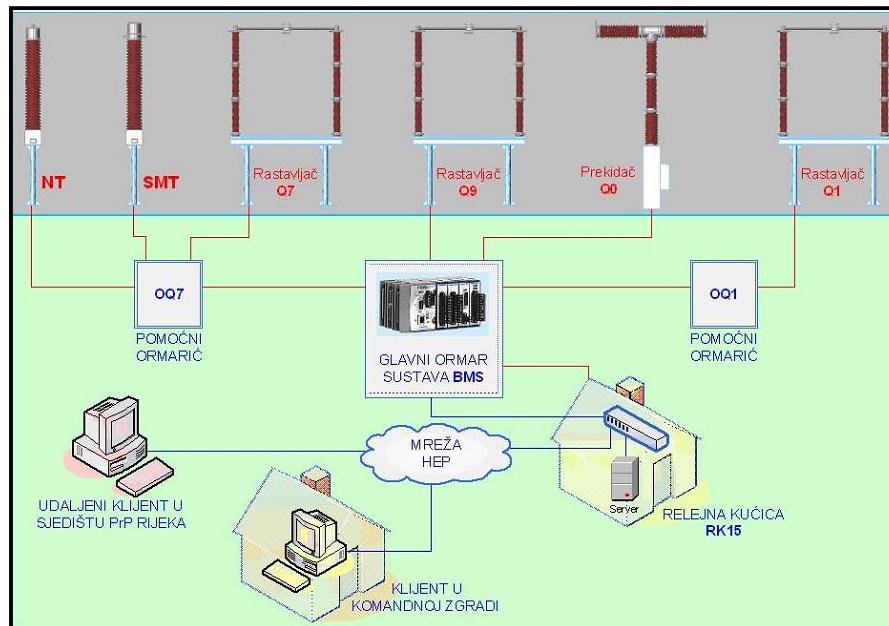 NT
SMT
Rastavljač
Q7
Rastavljač
Q9
Prekidač
Q0
Rastavljač
Q1
OQ7
POMOĆNI
ORMARIĆ
GLAVNI ORMAR
SUSTAVA BMS
OQ1
POMOĆNI
ORMARIĆ
MREŽA
HEP
UDALJENI KLIJENT U
SJEDIŠTU PrP RIJEKA
Server
RELEJNA KUĆICA
RK15
KLIJENT U
KOMANDNOJ ZGRADI